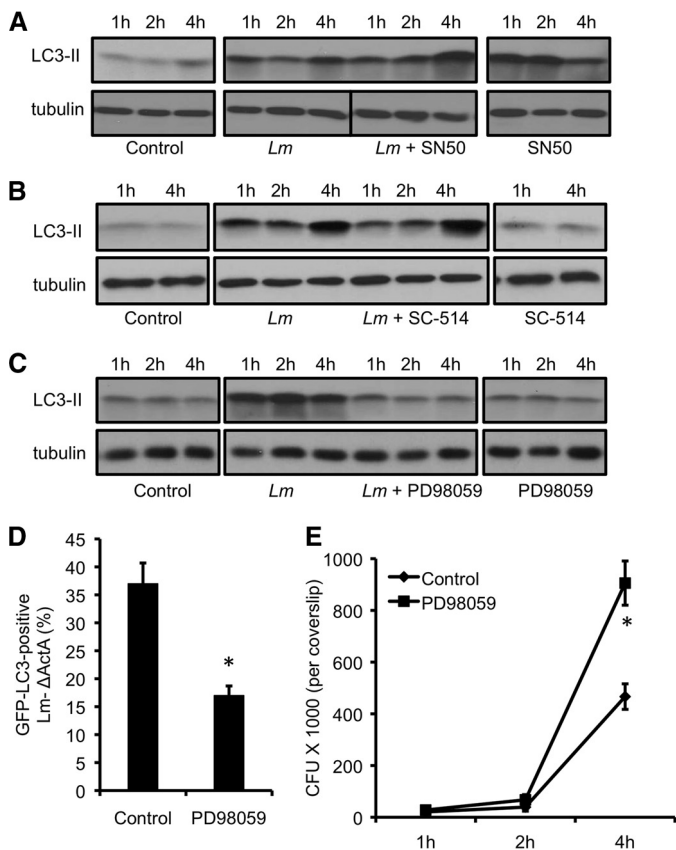 A
1h 2h 4h 1h 2h 4h 1h 2h 4h 1h 2h 4h
LC3-II
tubulin
Control Lm Lm + SN50 SN50
B
1h 4h 1h 2h 4h 1h 2h 4h 1h 4h
LC3-II
tubulin
Control Lm Lm + SC-514 SC-514
C
1h 2h 4h 1h 2h 4h 1h 2h 4h 1h 2h 4h
LC3-II
tubulin
Control Lm Lm + PD98059 PD98059
D
GFP-LC3-positive
Lm- ΔActA (%)
45
40
35
30
25
20
15
10
5
0
*
Control PD98059
E
CFU X 1000 (per coverslip)
1000
800
600
400
200
0
Control
PD98059
*
1h 2h 4h